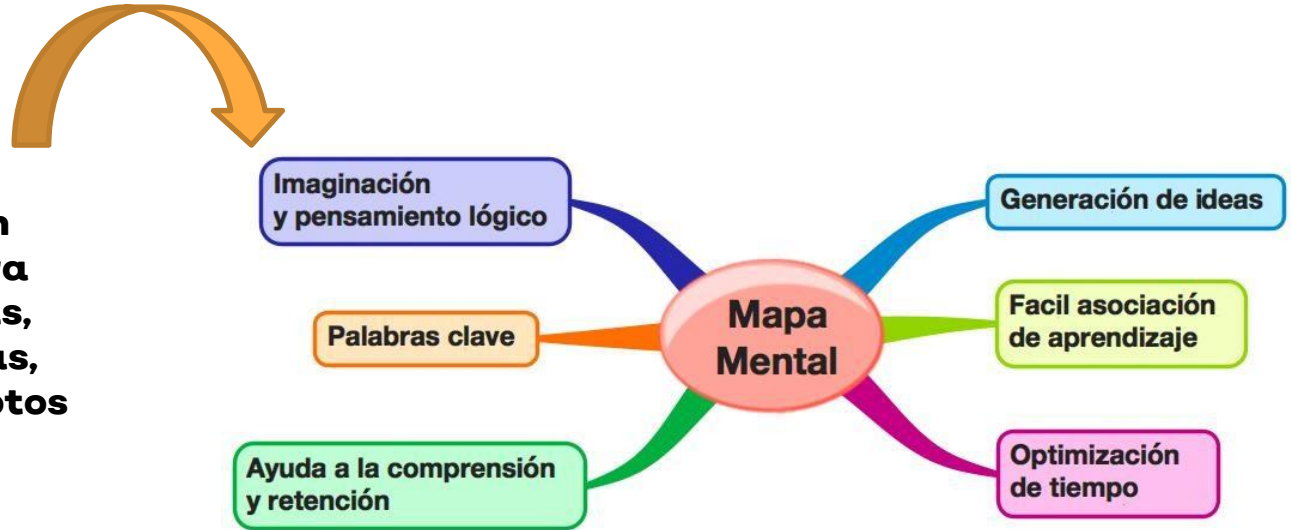 Imaginación
y pensamiento lógico
Palabras clave
Ayuda a la comprensión
y retención
Mapa
Mental
Generación de ideas
Facil asociación
de aprendizaje
Optimización
de tiempo